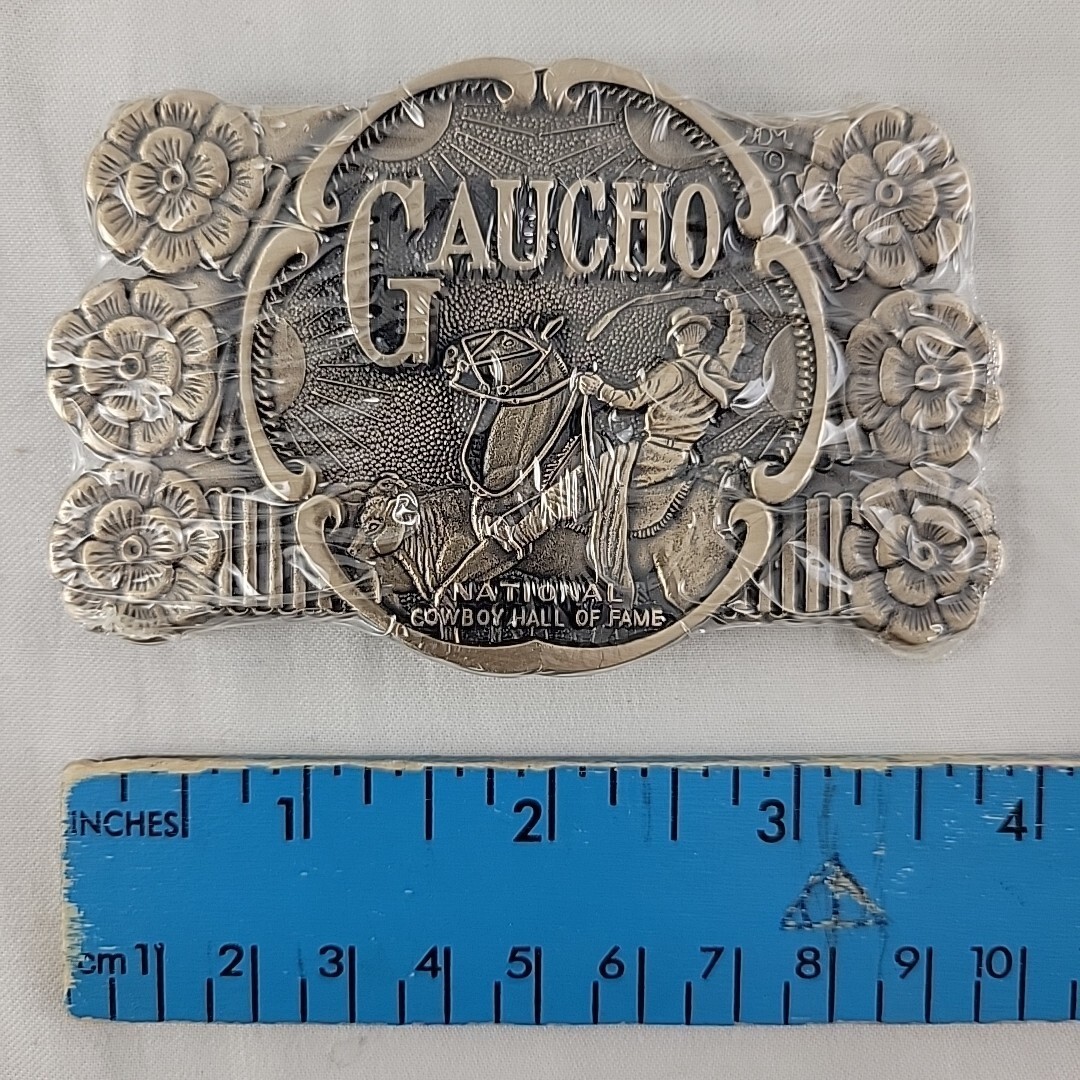 GAUCHO
NATIONAL
COWBOY HALL OF FAME
INCHES 1 2 3 4
cm 1 2 3 4 5 6 7 8 9 10